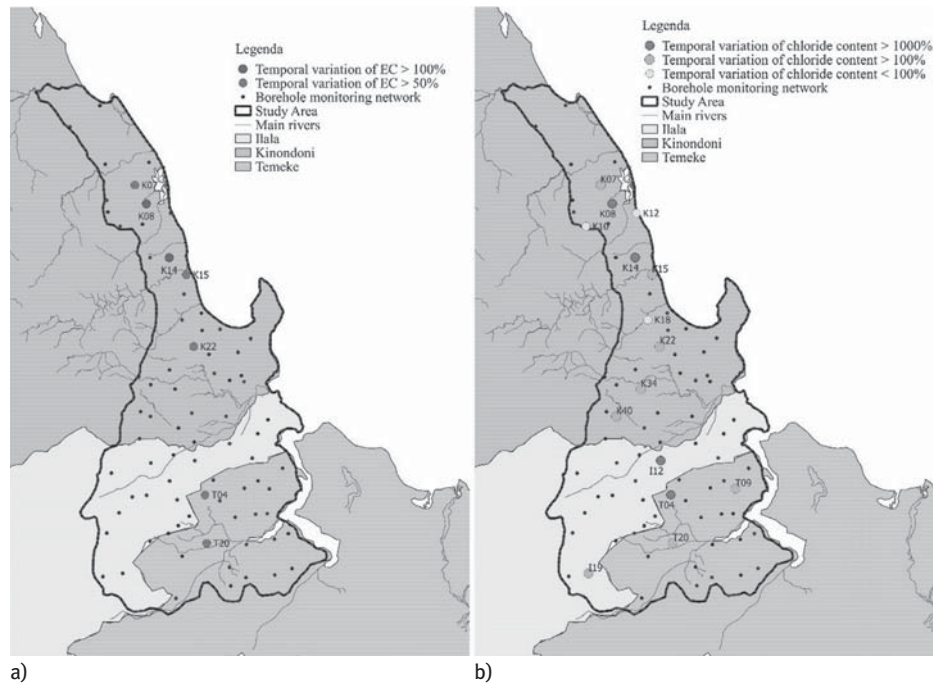 Legenda
Temporal variation of EC > 100%
Temporal variation of EC > 50%
Borehole monitoring network
Study Area
Main rivers
Ilala
Kinondoni
Temeke
K07
K08
K14
K15
K22
T04
T20
a)
Legenda
Temporal variation of chloride content > 1000%
Temporal variation of chloride content > 100%
Temporal variation of chloride content < 100%
Borehole monitoring network
Study Area
Main rivers
Ilala
Kinondoni
Temeke
K07
K08
K12
K10
K14
K15
K18
K22
K34
K40
I12
T09
T04
T20
I19
b)